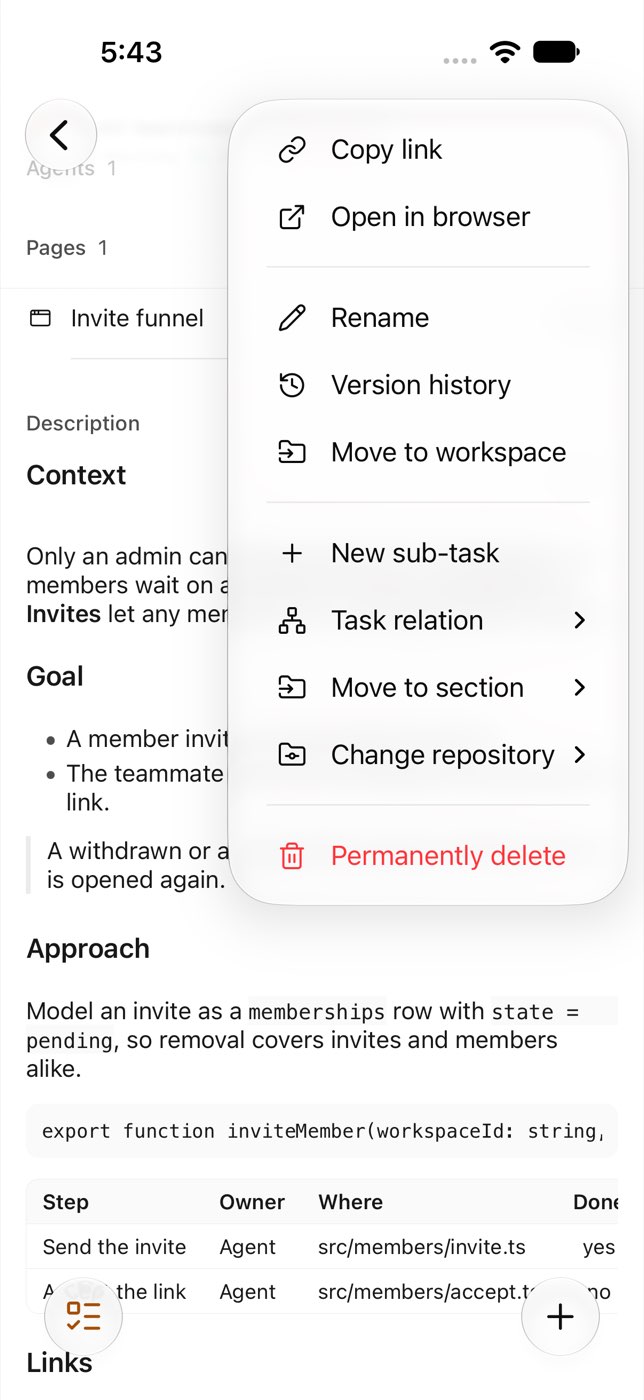 5:43
Agents 1
Pages 1
Invite funnel
Description
Context
Only an admin can
members wait on a
Invites let any mer
Goal
A member invit
The teammate
link.
A withdrawn or a
is opened again.
Copy link
Open in browser
Rename
Version history
Move to workspace
New sub-task
Task relation
Move to section
Change repository
Permanently delete
Approach
Model an invite as a memberships row with state =
pending, so removal covers invites and members
alike.
export function inviteMember(workspaceId: string,
Step Owner Where Done
Send the invite Agent src/members/invite.ts yes
the link Agent src/members/accept.ts no
Links